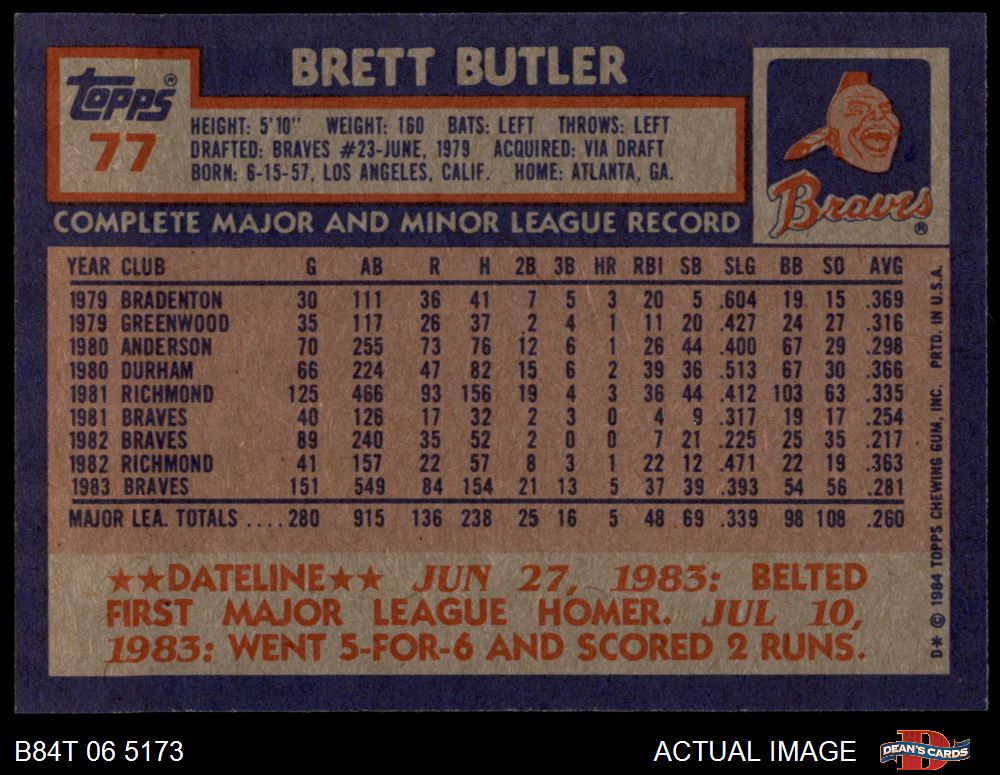 BRETT BUTLER
Topps®
77
HEIGHT: 5'10" WEIGHT: 160 BATS: LEFT THROWS: LEFT
DRAFTED: BRAVES #23-JUNE, 1979 ACQUIRED: VIA DRAFT
BORN: 6-15-57, LOS ANGELES, CALIF. HOME: ATLANTA, GA.
Braves®
COMPLETE MAJOR AND MINOR LEAGUE RECORD
YEAR CLUB G AB R H 2B 3B HR RBI SB SLG BB SO AVG
1979 BRADENTON 30 111 36 41 7 5 3 20 5 .604 19 15 .369
1979 GREENWOOD 35 117 26 37 2 4 1 11 20 .427 24 27 .316
1980 ANDERSON 70 255 73 76 12 6 1 26 44 .400 67 29 .298
1980 DURHAM 66 224 47 82 15 6 2 39 36 .513 67 30 .366
1981 RICHMOND 125 466 93 156 19 4 3 36 44 .412 103 63 .335
1981 BRAVES 40 126 17 32 2 3 0 4 9 .317 19 17 .254
1982 BRAVES 89 240 35 52 2 0 0 7 21 .225 25 35 .217
1982 RICHMOND 41 157 22 57 8 3 1 22 12 .471 22 19 .363
1983 BRAVES 151 549 84 154 21 13 5 37 39 .393 54 56 .281
MAJOR LEA. TOTALS ....280 915 136 238 25 16 5 48 69 .339 98 108 .260
★★DATELINE★★ JUN 27, 1983: BELTED
FIRST MAJOR LEAGUE HOMER. JUL 10,
1983: WENT 5-FOR-6 AND SCORED 2 RUNS.
D* © 1984 TOPPS CHEWING GUM, INC. PRTD. IN U.S.A.
B84T 06 5173
ACTUAL IMAGE
DEAN'S CARDS